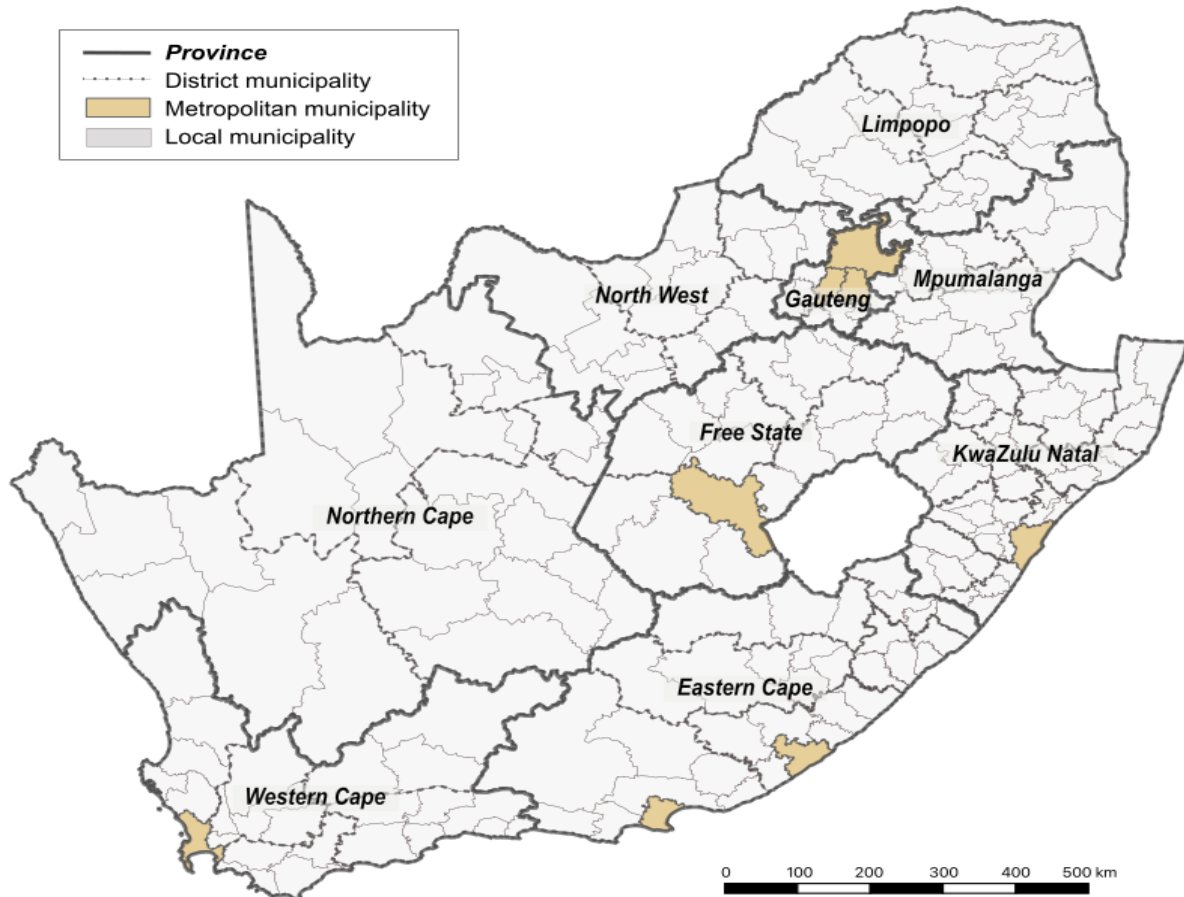 Province
District municipality
Metropolitan municipality
Local municipality
Limpopo
North West
Gauteng
Mpumalanga
Free State
KwaZulu Natal
Northern Cape
Eastern Cape
Western Cape
0 100 200 300 400 500 km